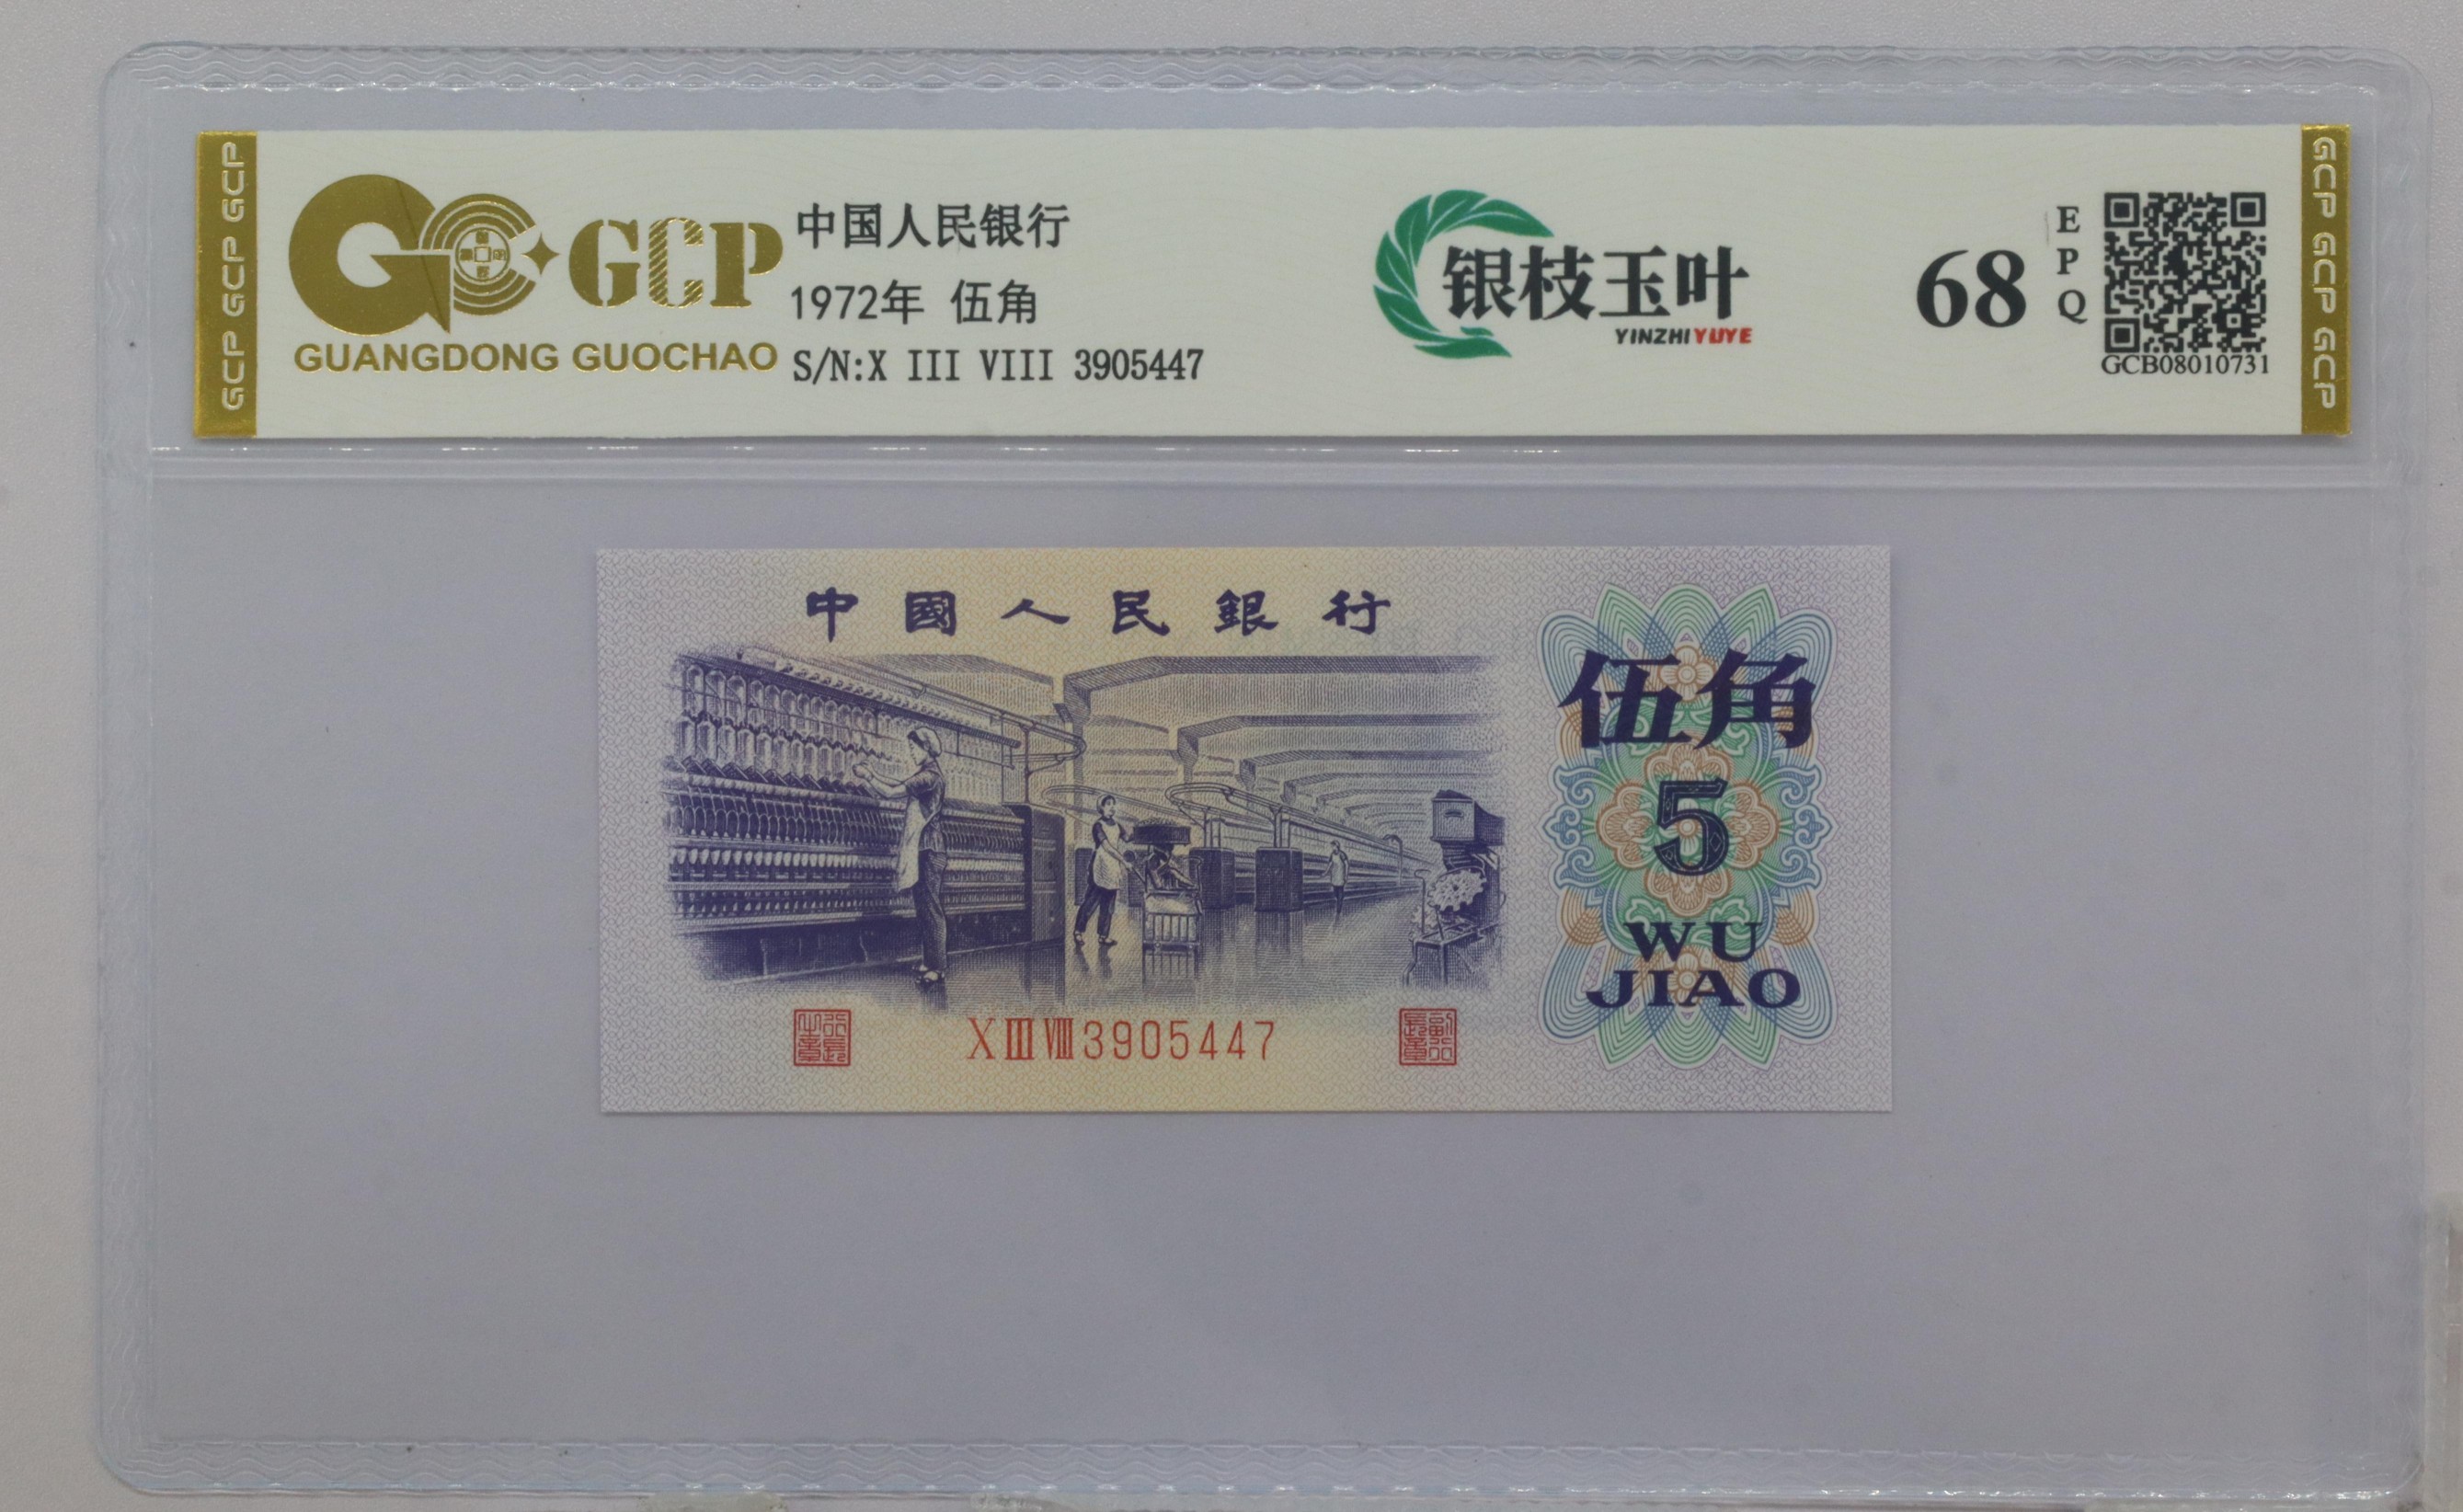 GCP GCP GCP
GCP
GUANGDONG GUOCHAO
中国人民银行
1972年 伍角
S/N:X III VIII 3905447
银枝玉叶
YINZHIYUYE
68
EPQ
GCB08010731
GCP GCP GCP
中國人民銀行
伍角
5
WU
JIAO
X III VIII 3905447